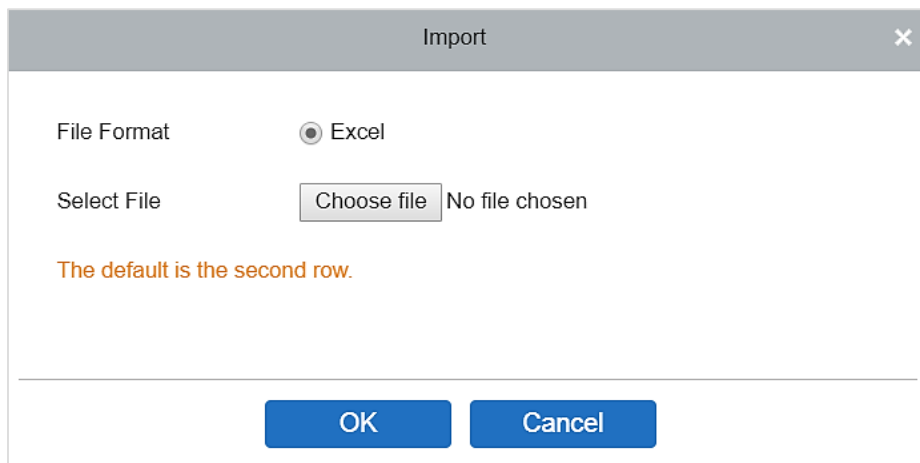 Import
File Format Excel
Select File Choose file No file chosen
The default is the second row.
OK Cancel